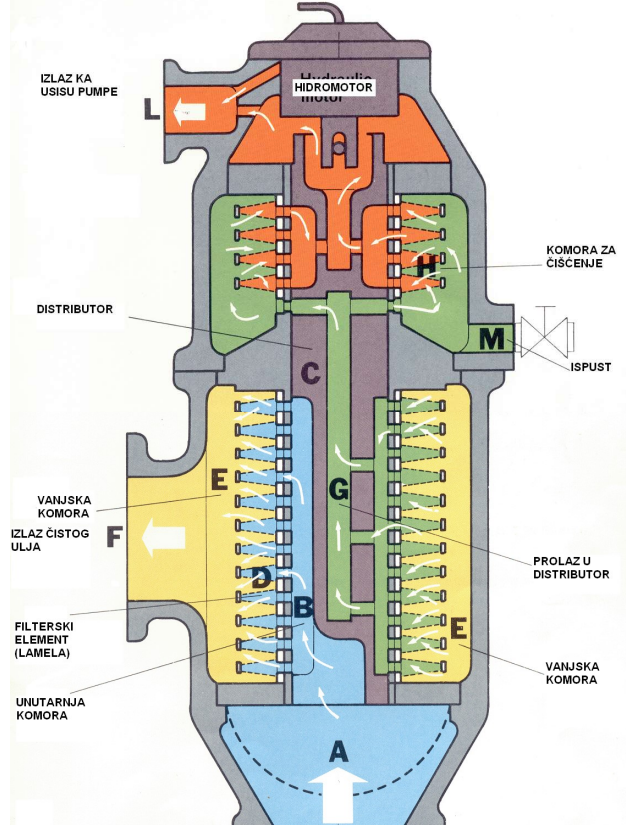 IZLAZ KA
USISU PUMPE
L
Hydraulic
motor
HIDROMOTOR
H
KOMORA ZA
ČIŠĆENJE
DISTRIBUTOR
M
ISPUST
C
E
G
VANJSKA
KOMORA
IZLAZ ČISTOG
ULJA
F
D
B
PROLAZ U
DISTRIBUTOR
FILTERSKI
ELEMENT
(LAMELA)
E
VANJSKA
KOMORA
UNUTARNJA
KOMORA
A